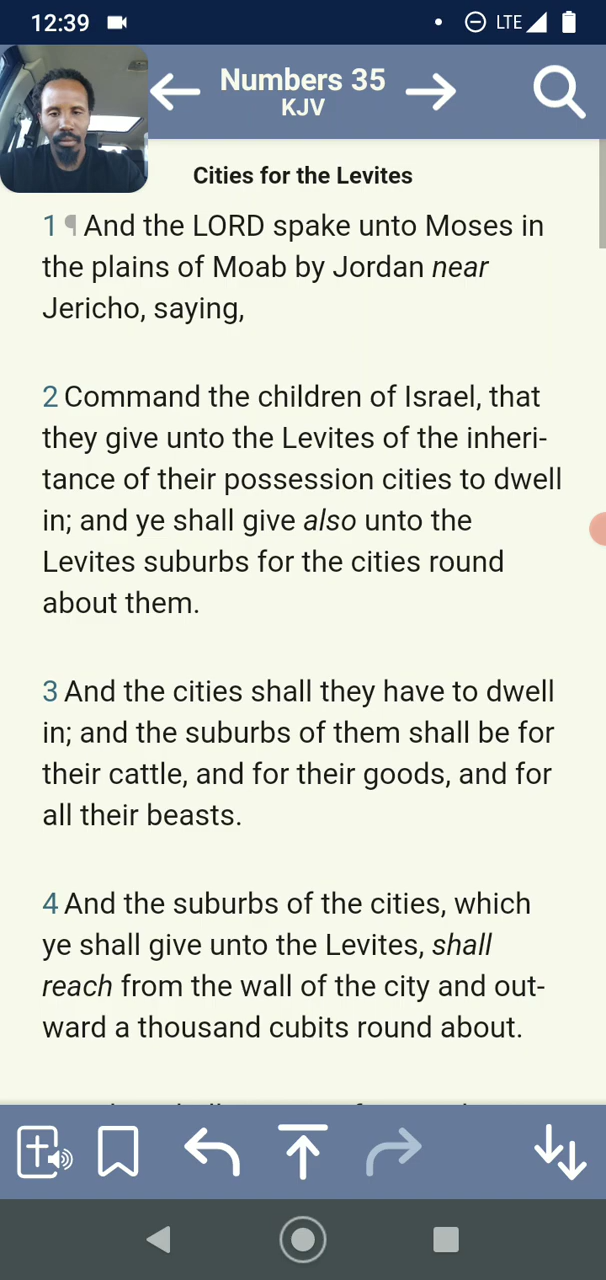 12:39 LTE
Numbers 35
KJV
Cities for the Levites
1 ¶ And the LORD spake unto Moses in
the plains of Moab by Jordan near
Jericho, saying,
2 Command the children of Israel, that
they give unto the Levites of the inheri-
tance of their possession cities to dwell
in; and ye shall give also unto the
Levites suburbs for the cities round
about them.
3 And the cities shall they have to dwell
in; and the suburbs of them shall be for
their cattle, and for their goods, and for
all their beasts.
4 And the suburbs of the cities, which
ye shall give unto the Levites, shall
reach from the wall of the city and out-
ward a thousand cubits round about.